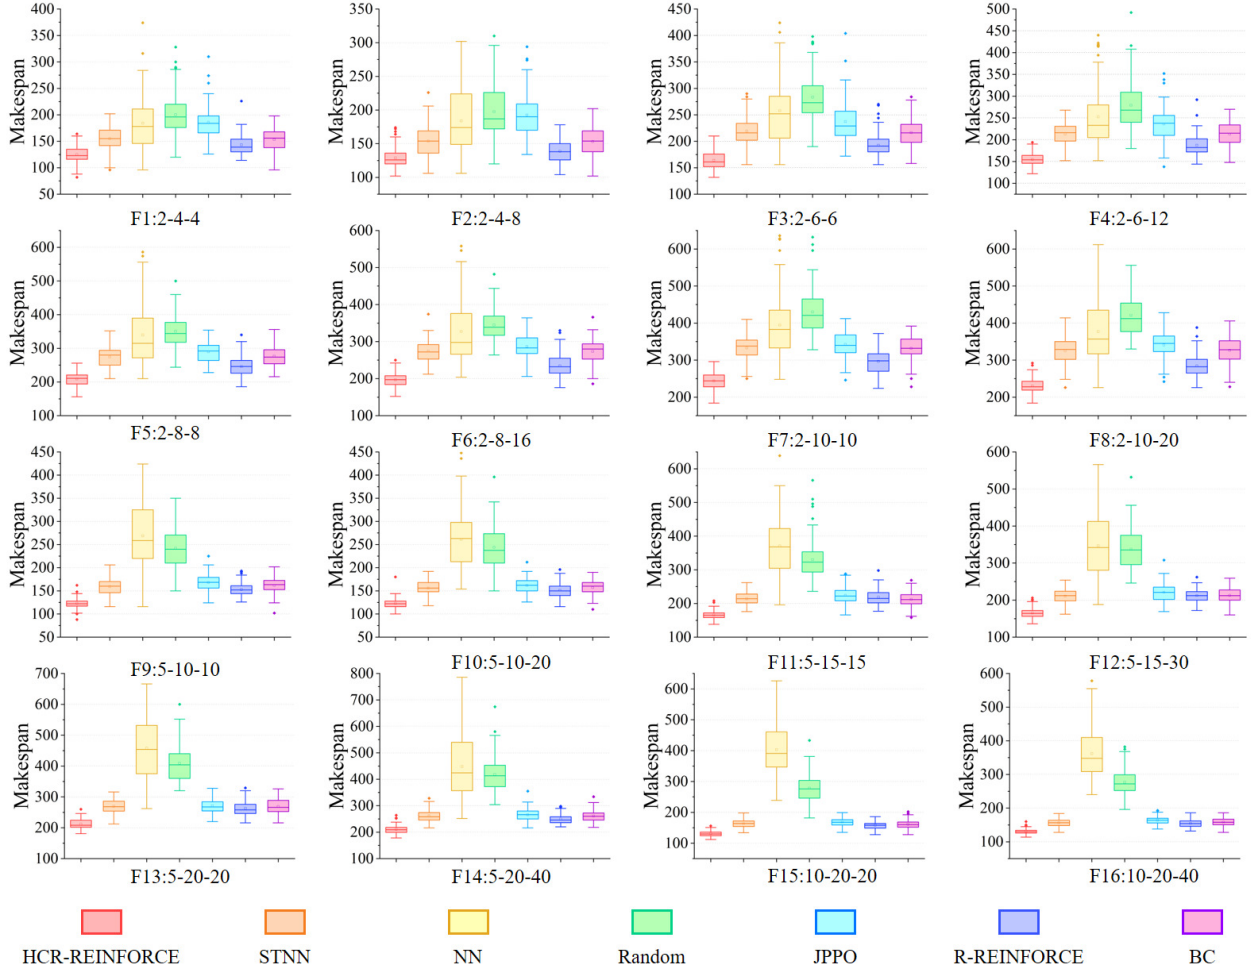 400
350
300
250
200
150
100
50
Makespan
F1:2-4-4
350
300
250
200
150
100
Makespan
F2:2-4-8
450
400
350
300
250
200
150
100
Makespan
F3:2-6-6
500
450
400
350
300
250
200
150
100
Makespan
F4:2-6-12
600
500
400
300
200
100
Makespan
F5:2-8-8
600
500
400
300
200
100
Makespan
F6:2-8-16
600
500
400
300
200
Makespan
F7:2-10-10
600
500
400
300
200
Makespan
F8:2-10-20
450
400
350
300
250
200
150
100
50
Makespan
F9:5-10-10
450
400
350
300
250
200
150
100
50
Makespan
F10:5-10-20
600
500
400
300
200
100
Makespan
F11:5-15-15
600
500
400
300
200
100
Makespan
F12:5-15-30
700
600
500
400
300
200
100
Makespan
F13:5-20-20
800
700
600
500
400
300
200
100
Makespan
F14:5-20-40
600
500
400
300
200
100
Makespan
F15:10-20-20
600
500
400
300
200
100
Makespan
F16:10-20-40
HCR-REINFORCE
STNN
NN
Random
JPPO
R-REINFORCE
BC